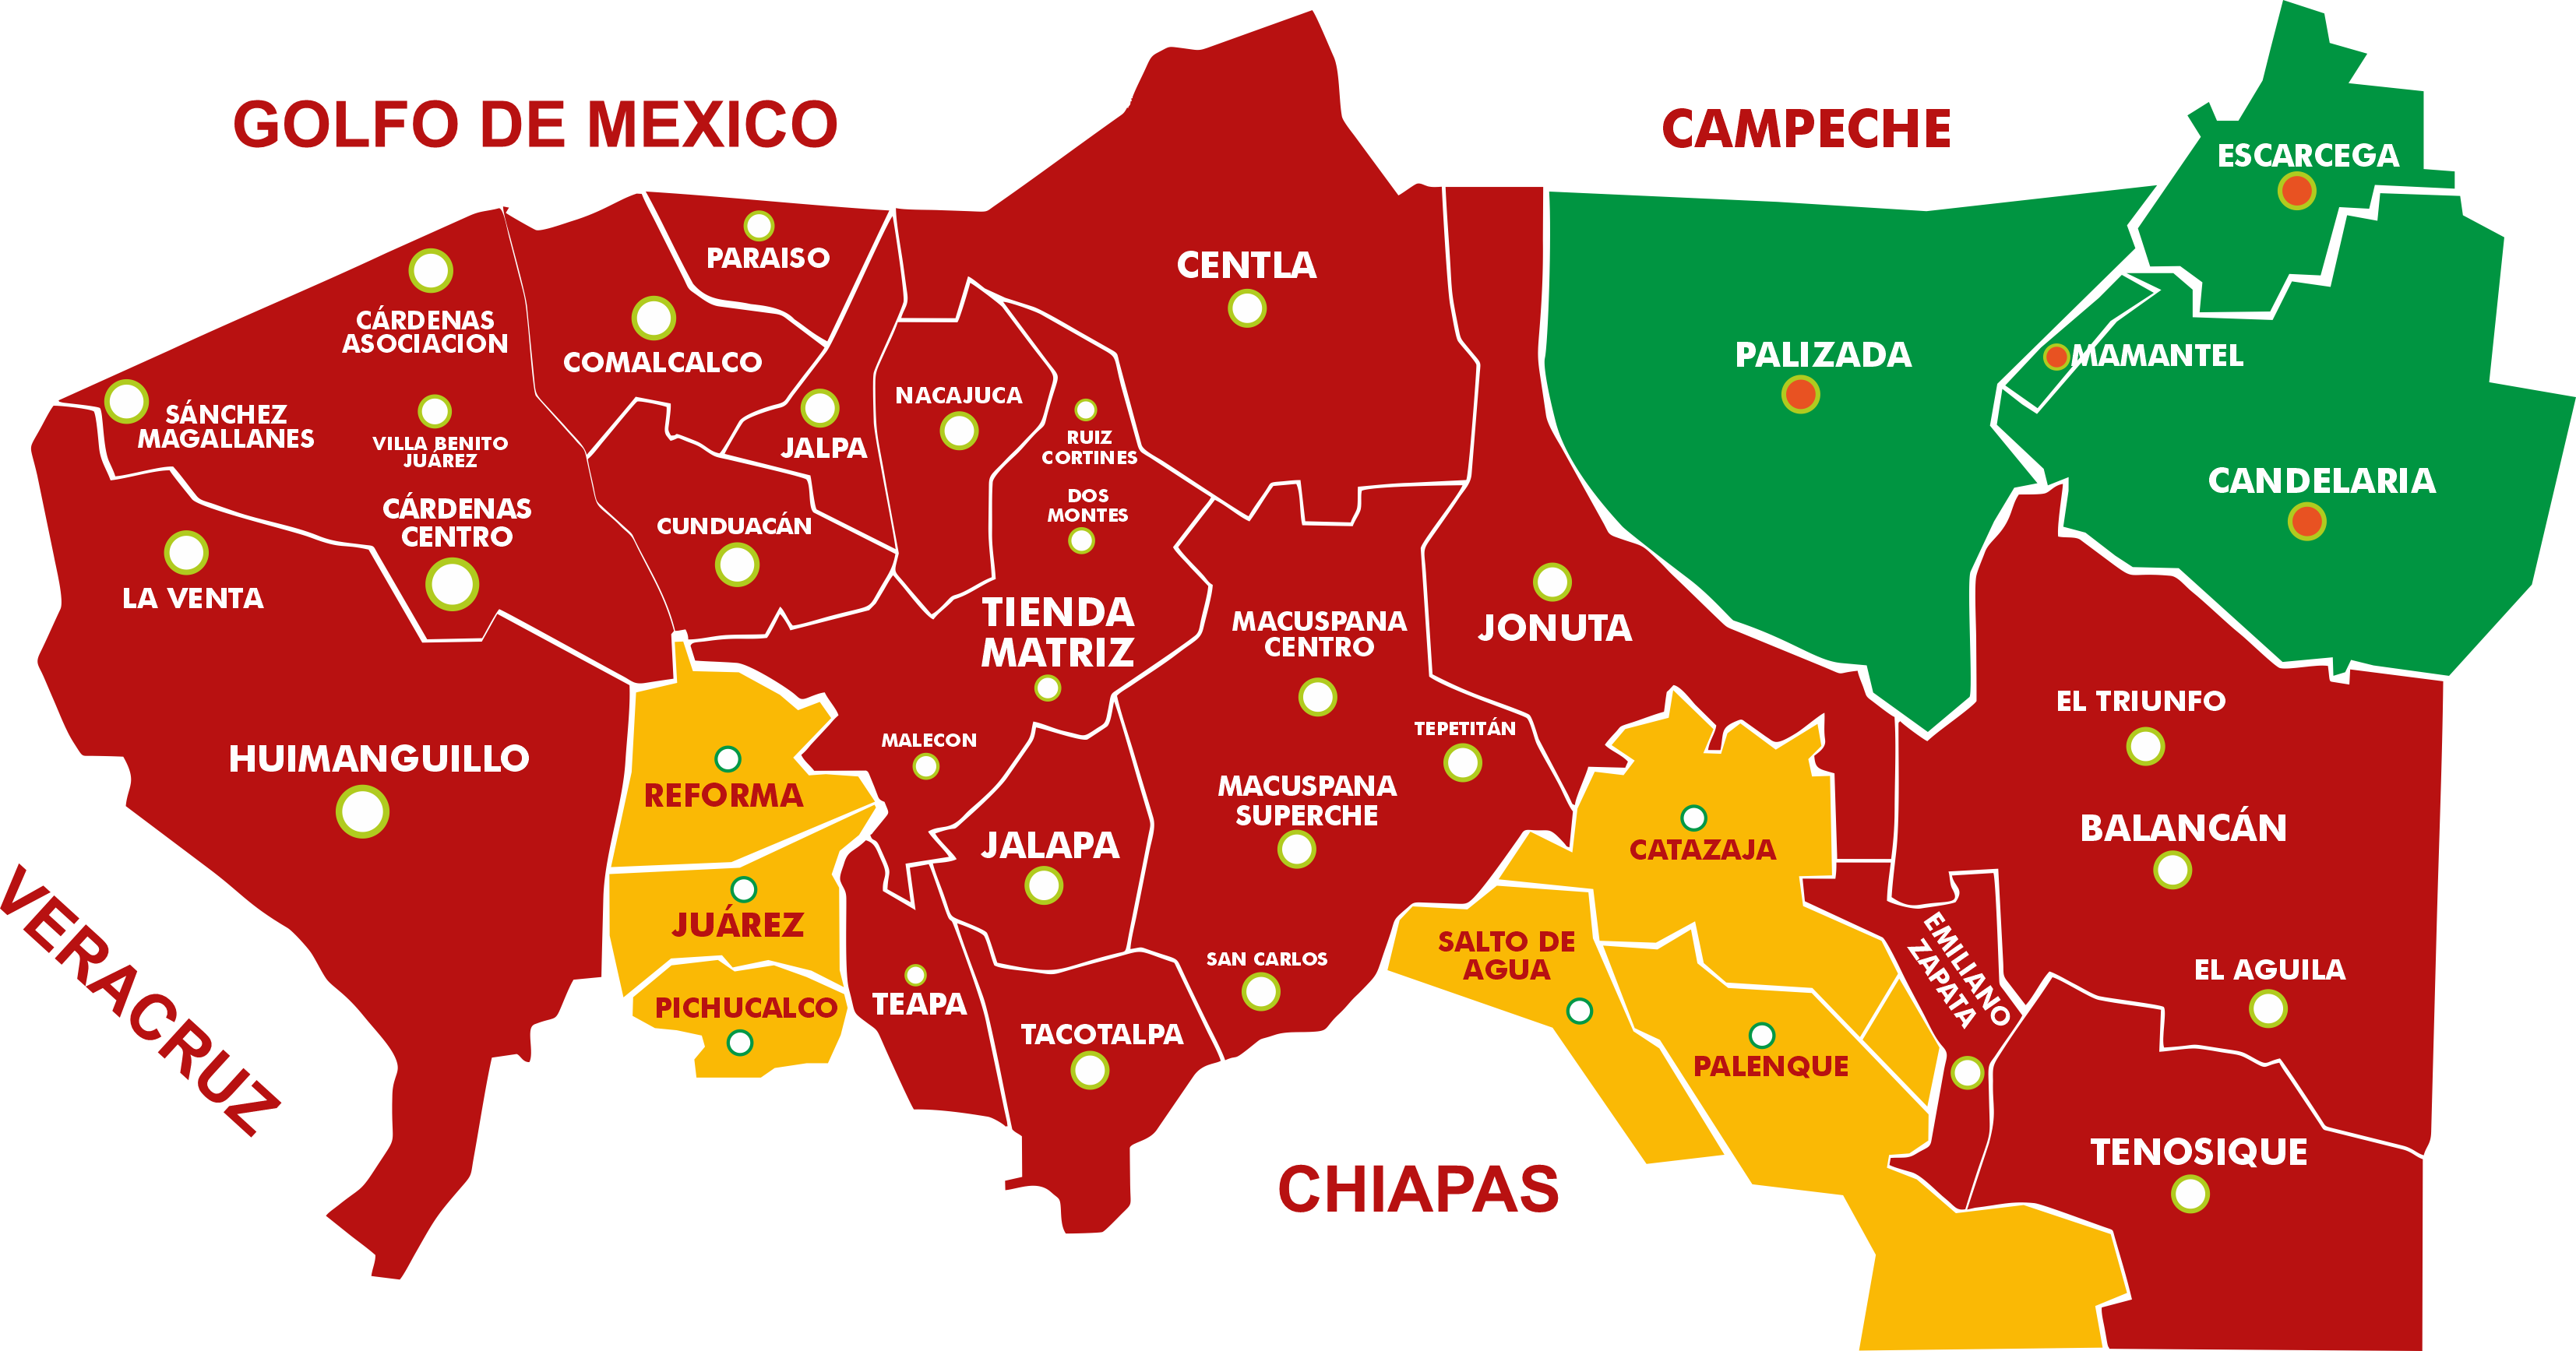 GOLFO DE MEXICO
CAMPECHE
ESCARCEGA
PARAISO
CENTLA
CÁRDENAS
ASOCIACION
COMALCALCO
PALIZADA
MAMANTEL
NACAJUCA
SÁNCHEZ
MAGALLANES
VILLA BENITO
JUÁREZ
JALPA
RUIZ
CORTINES
CANDELARIA
CÁRDENAS
CENTRO
DOS
MONTES
CUNDUACÁN
LA VENTA
TIENDA
MATRIZ
MACUSPANA
CENTRO
JONUTA
EL TRIUNFO
TEPETITÁN
MALECON
HUIMANGUILLO
REFORMA
MACUSPANA
SUPERCHE
BALANCÁN
JALAPA
CATAZAJA
VERACRUZ
JUÁREZ
SALTO DE
AGUA
EMILIANO
ZAPATA
SAN CARLOS
EL AGUILA
PICHUCALCO
TEAPA
TACOTALPA
PALENQUE
TENOSIQUE
CHIAPAS